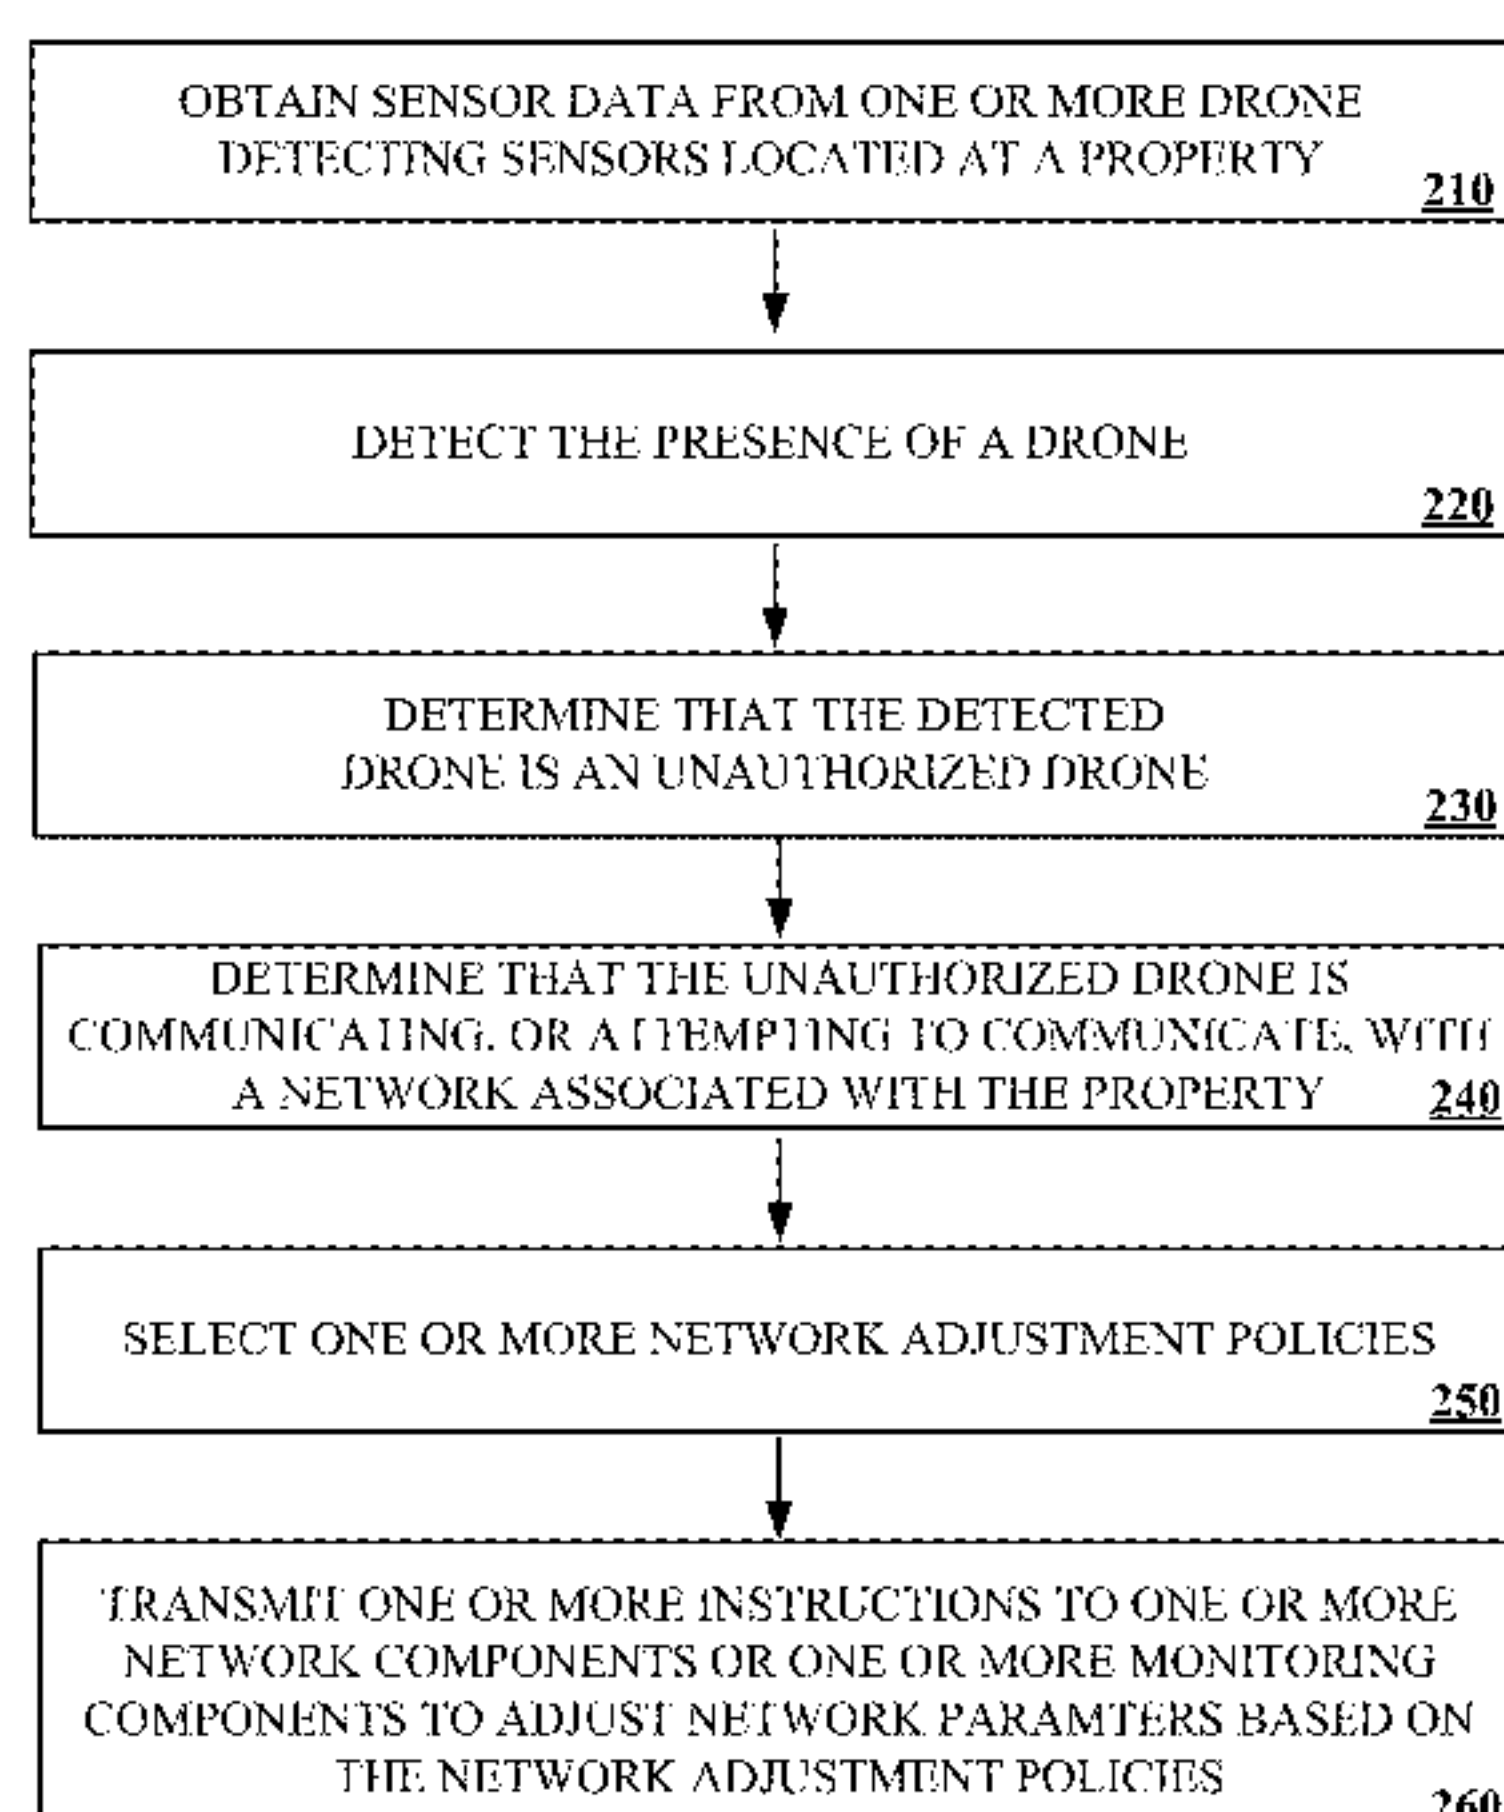 OBTAIN SENSOR DATA FROM ONE OR MORE DRONE
DETECTING SENSORS LOCATED AT A PROPERTY
210
DETECT THE PRESENCE OF A DRONE
220
DETERMINE THAT THE DETECTED
DRONE IS AN UNAUTHORIZED DRONE
230
DETERMINE THAT THE UNAUTHORIZED DRONE IS
COMMUNICATING, OR ATTEMPTING TO COMMUNICATE, WITH
A NETWORK ASSOCIATED WITH THE PROPERTY
240
SELECT ONE OR MORE NETWORK ADJUSTMENT POLICIES
250
TRANSMIT ONE OR MORE INSTRUCTIONS TO ONE OR MORE
NETWORK COMPONENTS OR ONE OR MORE MONITORING
COMPONENTS TO ADJUST NETWORK PARAMTERS BASED ON
THE NETWORK ADJUSTMENT POLICIES
260